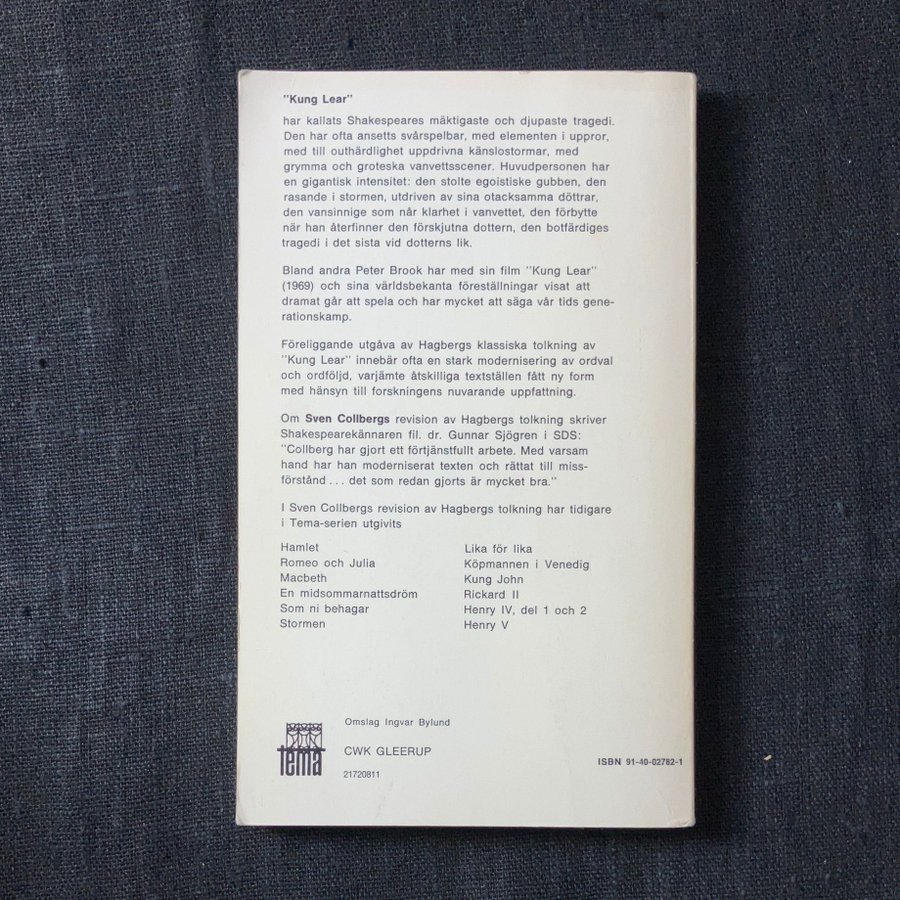 "Kung Lear"
har kallats Shakespeares mäktigaste och djupaste tragedi.
Den har ofta ansetts svårspelbar, med elementen i uppror,
med till outhärdlighet uppdrivna känslostormar, med
grymma och groteska vanvettsscener. Huvudpersonen har
en gigantisk intensitet: den stolte egoistiske gubben, den
rasande i stormen, utdriven av sina otacksamma döttrar,
den vansinnige som når klarhet i vanvettet, den förbytte
när han återfinner den förskjutna dottern, den botfärdiges
tragedi i det sista vid dotterns lik.
Bland andra Peter Brook har med sin film "Kung Lear"
(1969) och sina världsbekanta föreställningar visat att
dramat går att spela och har mycket att säga vår tids gene-
rationskamp.
Föreliggande utgåva av Hagbergs klassiska tolkning av
"Kung Lear" innebär ofta en stark modernisering av ordval
och ordföljd, varjämte åtskilliga textställen fått ny form
med hänsyn till forskningens nuvarande uppfattning.
Om Sven Collbergs revision av Hagbergs tolkning skriver
Shakespearekännaren fil. dr. Gunnar Sjögren i SDS:
"Collberg har gjort ett förtjänstfullt arbete. Med varsam
hand har han moderniserat texten och rättat till miss-
förstånd ... det som redan gjorts är mycket bra."
I Sven Collbergs revision av Hagbergs tolkning har tidigare
i Tema-serien utgivits
Hamlet
Romeo och Julia
Macbeth
En midsommarnattsdröm
Som ni behagar
Stormen
Lika för lika
Köpmannen i Venedig
Kung John
Rickard II
Henry IV, del 1 och 2
Henry V
Omslag Ingvar Bylund
tema
CWK GLEERUP
21720811
ISBN 91-40-02782-1